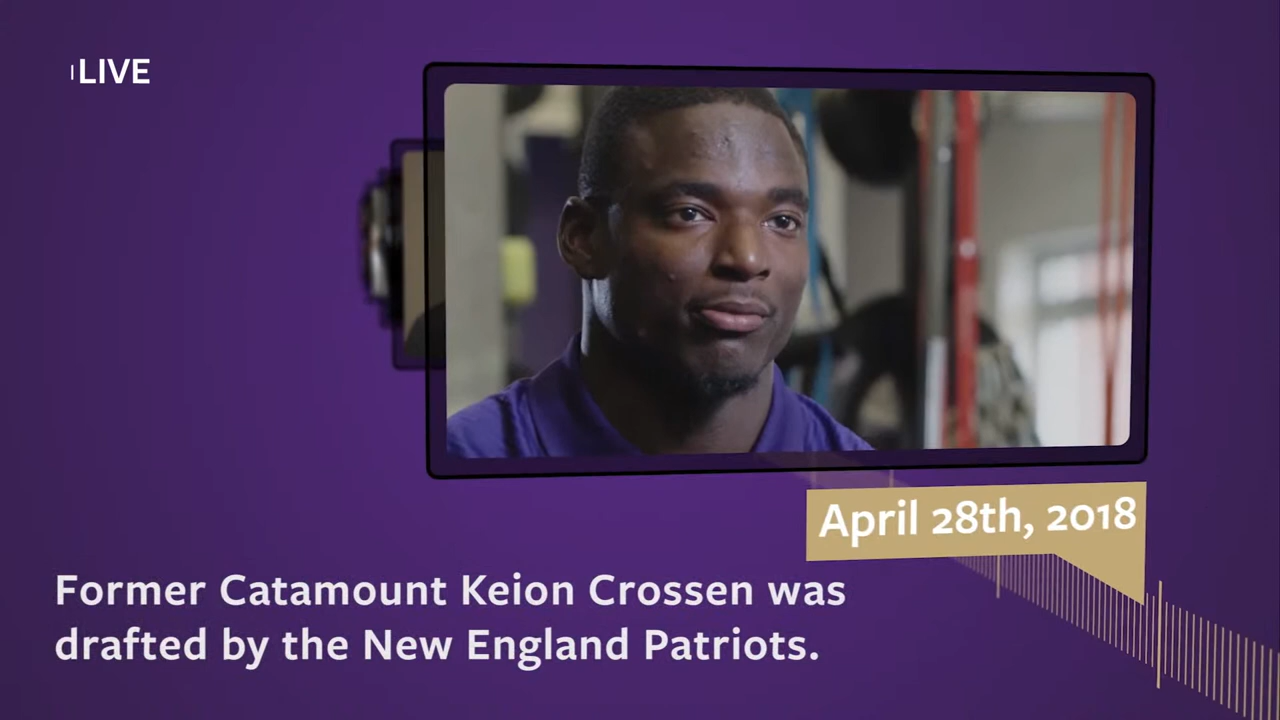 LIVE
April 28th, 2018
Former Catamount Keion Crossen was
drafted by the New England Patriots.